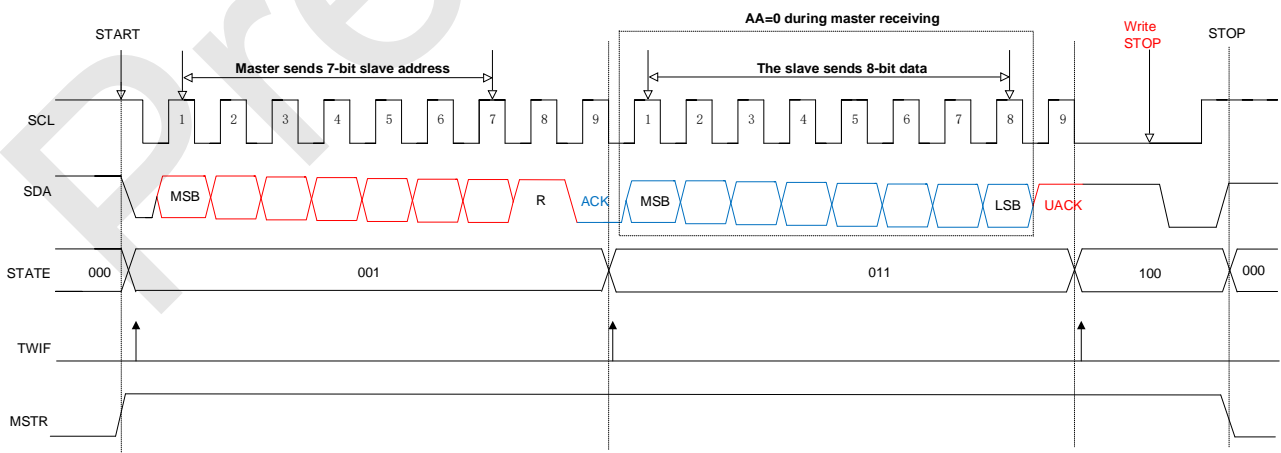 AA=0 during master receiving
START
Write
STOP
STOP
Master sends 7-bit slave address
The slave sends 8-bit data
SCL
1 2 3 4 5 6 7 8 9 1 2 3 4 5 6 7 8 9
SDA
MSB R ACK MSB LSB UACK
STATE 000 001 011 100 000
TWIF
MSTR
Pre